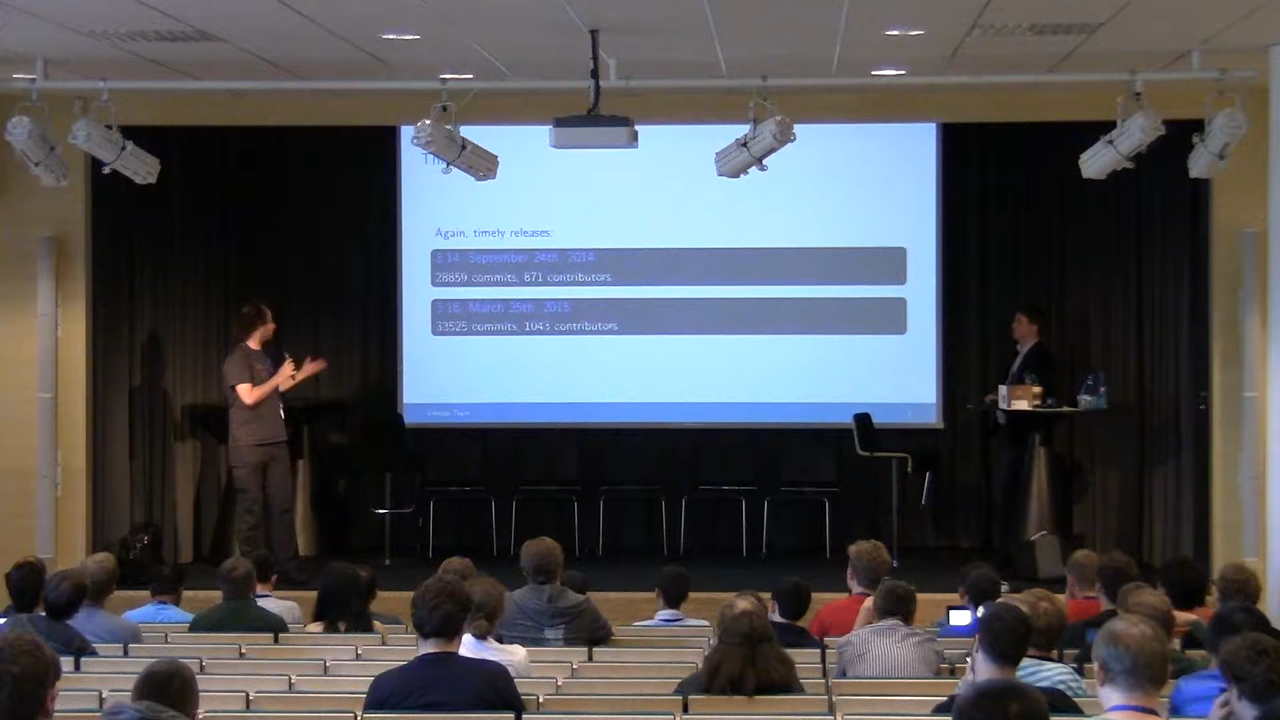 Again, timely releases:
3.14, September 24th, 2014
28859 commits, 871 contributors
3.16, March 25th, 2015
33525 commits, 1043 contributors